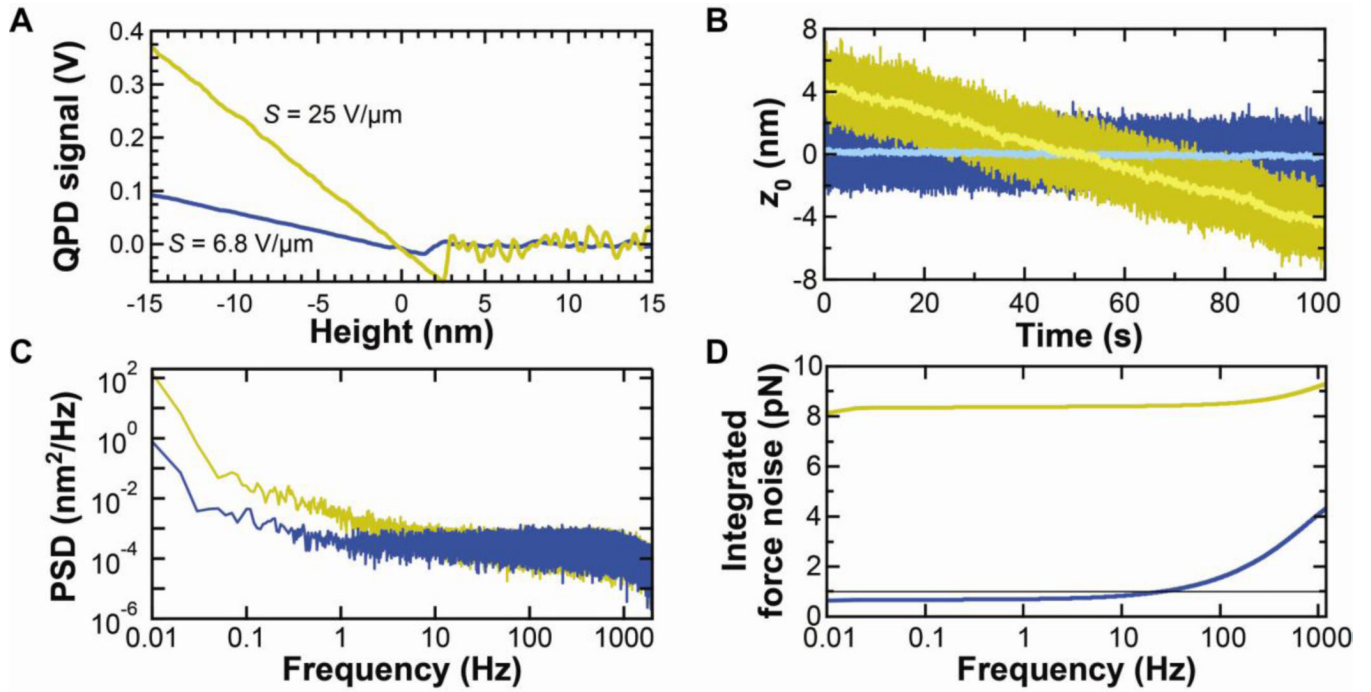 A
QPD signal (V)
0.4
0.3
0.2
0.1
0.0
S = 25 V/µm
S = 6.8 V/µm
-15 -10 -5 0 5 10 15
Height (nm)
B
z0 (nm)
8
4
0
-4
-8
0 20 40 60 80 100
Time (s)
C
PSD (nm²/Hz)
10²
10⁰
10⁻²
10⁻⁴
10⁻⁶
0.01 0.1 1 10 100 1000
Frequency (Hz)
D
Integrated
force noise (pN)
10
8
6
4
2
0
0.01 0.1 1 10 100 1000
Frequency (Hz)